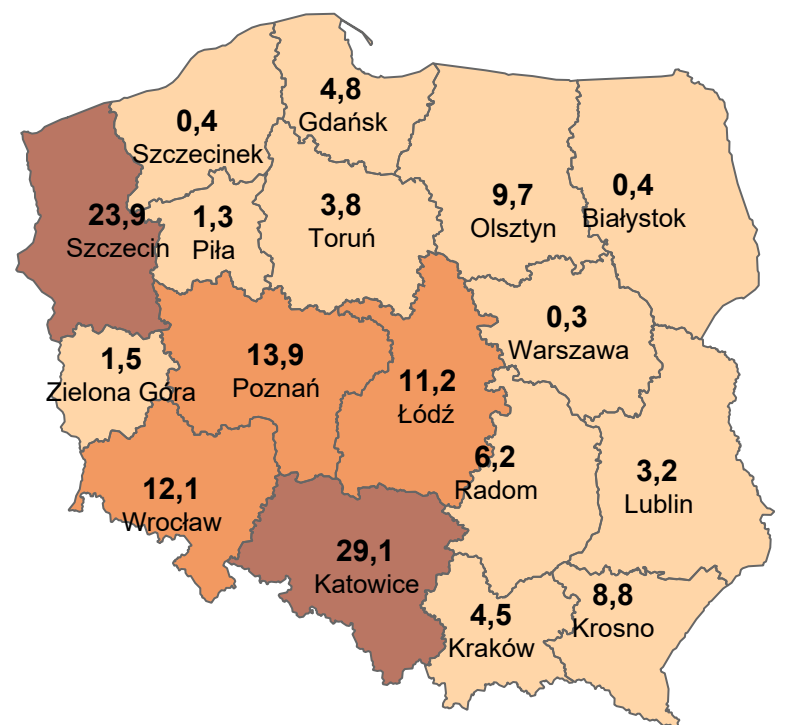 4,8
Gdańsk
0,4
Szczecinek
9,7
Olsztyn
0,4
Białystok
23,9
Szczecin
1,3
Piła
3,8
Toruń
0,3
Warszawa
1,5
Zielona Góra
13,9
Poznań
11,2
Łódź
6,2
Radom
3,2
Lublin
12,1
Wrocław
29,1
Katowice
4,5
Kraków
8,8
Krosno